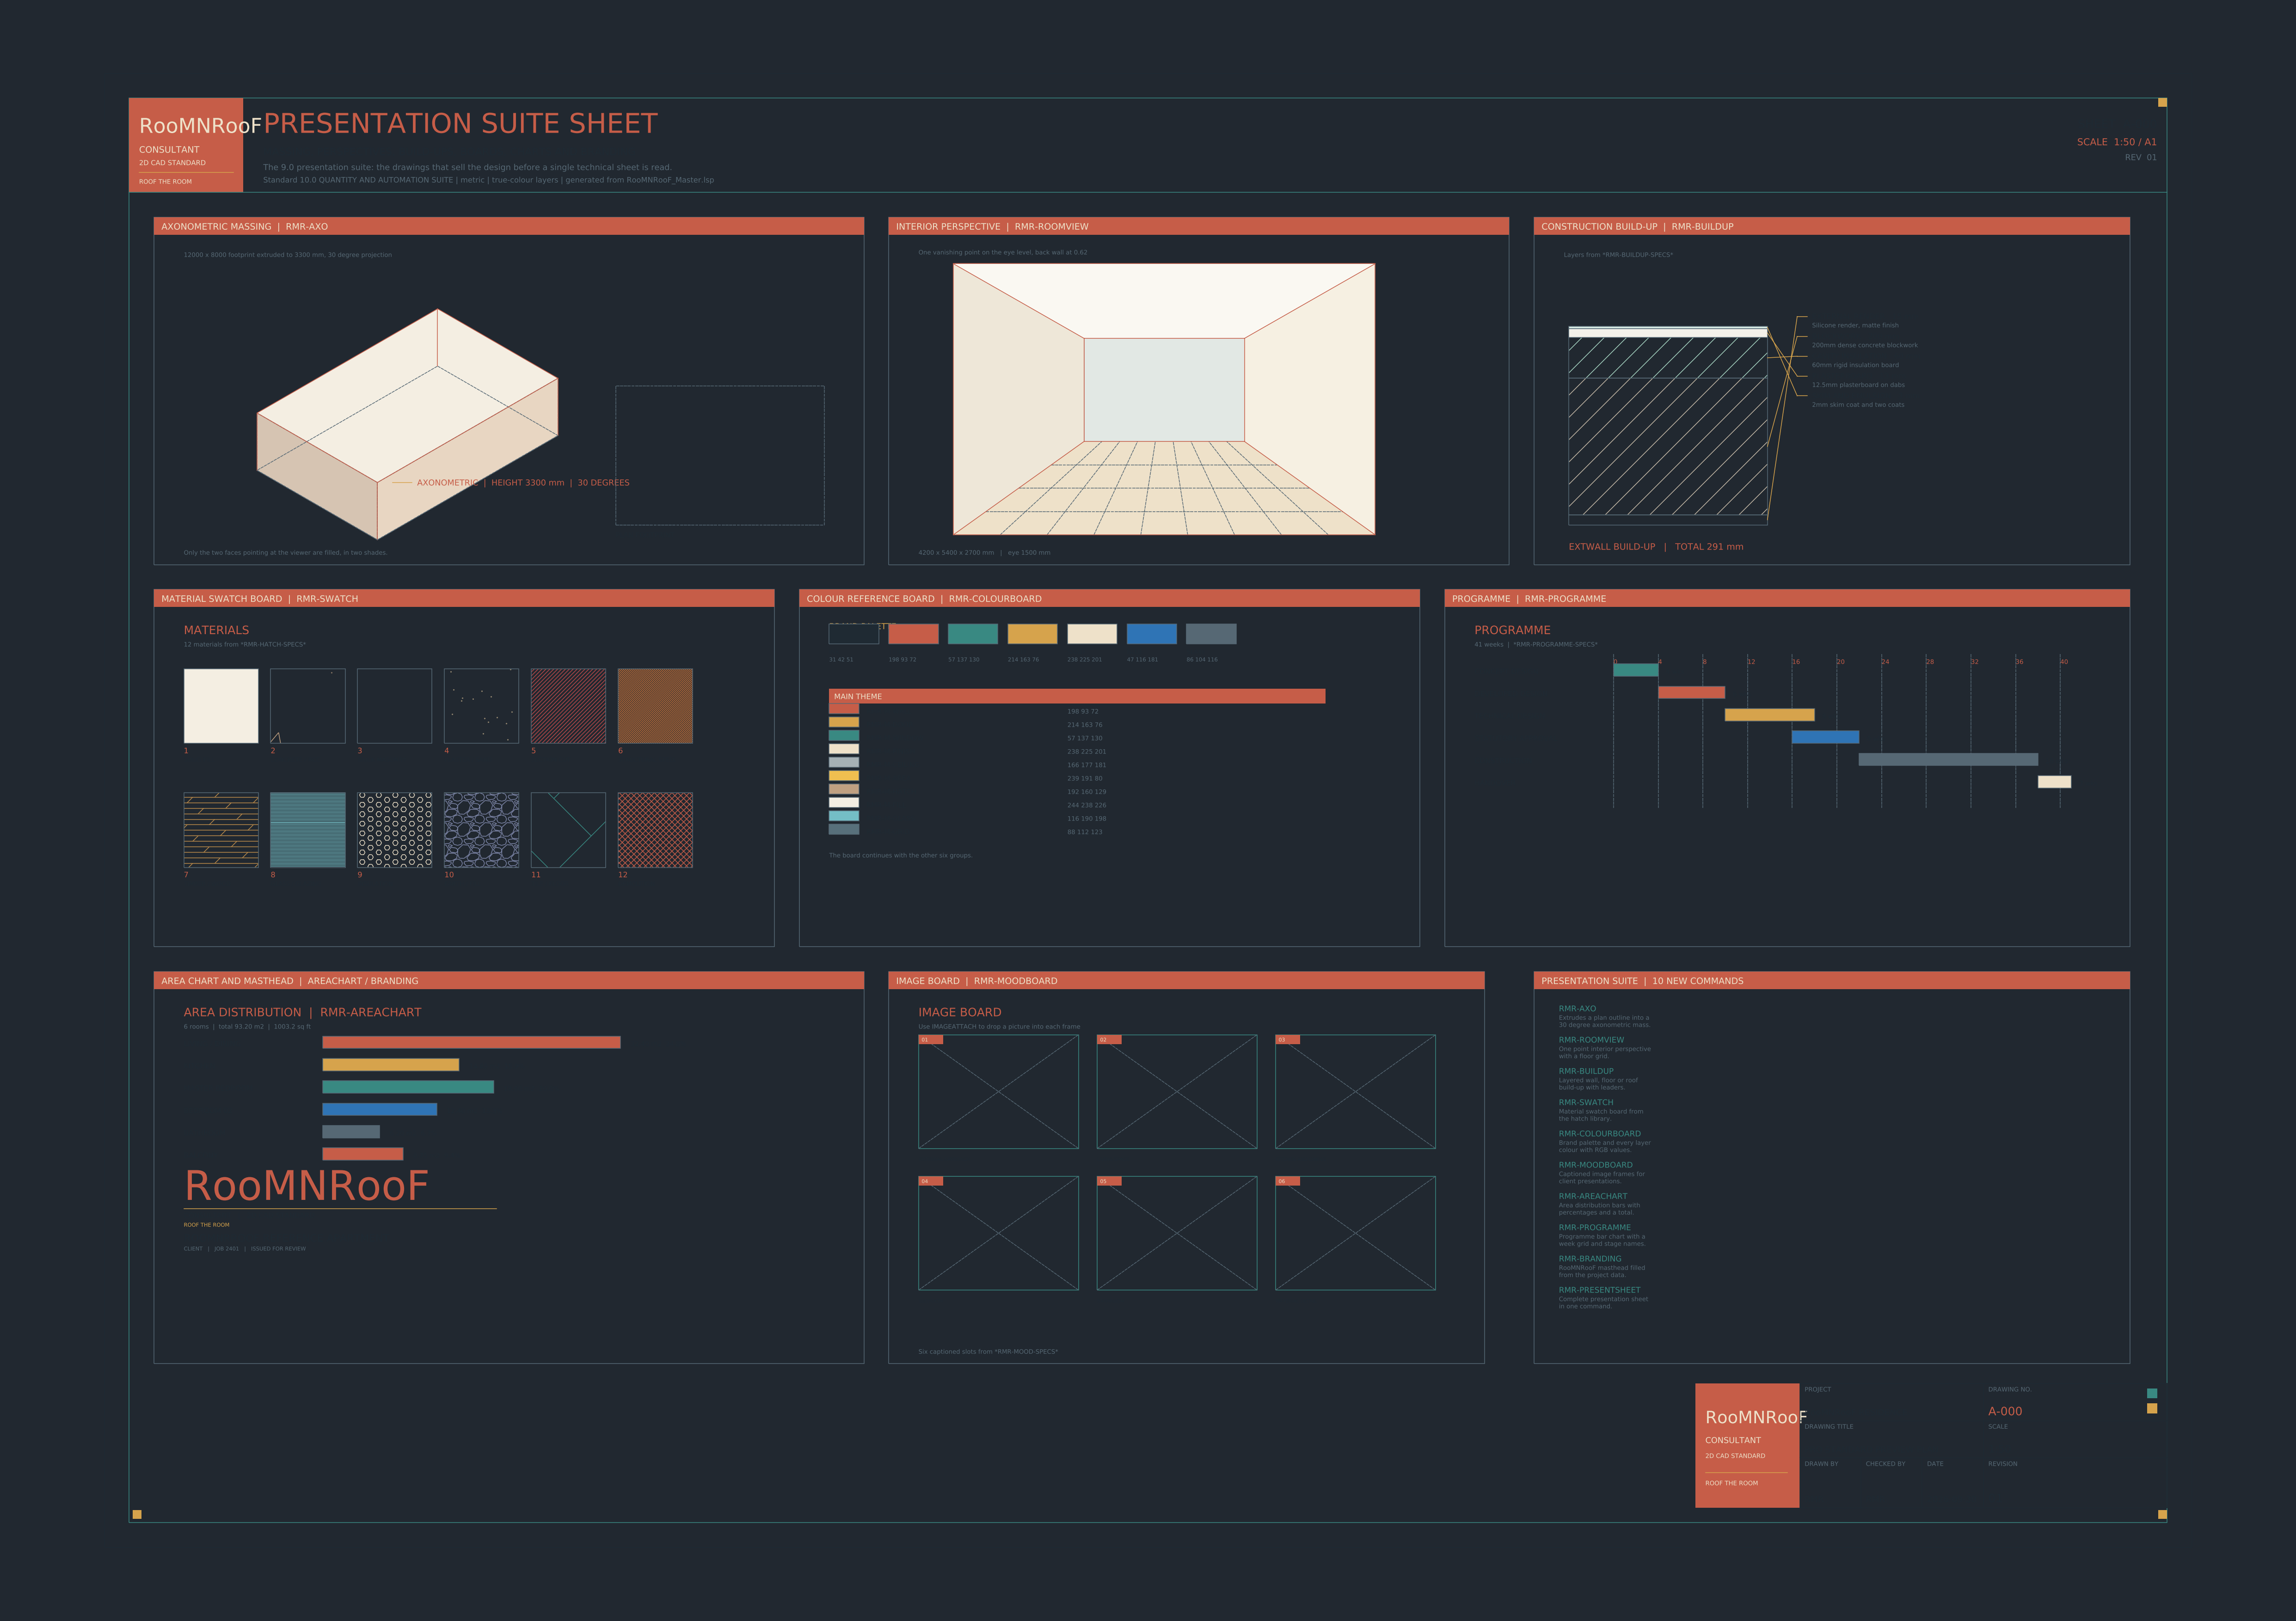 RooMNRooF
CONSULTANT
2D CAD STANDARD
ROOF THE ROOM
PRESENTATION SUITE SHEET
The 9.0 presentation suite: the drawings that sell the design before a single technical sheet is read.
Standard 10.0 QUANTITY AND AUTOMATION SUITE | metric | true-colour layers | generated from RooMNRooF_Master.lsp
SCALE 1:50 / A1
REV 01
AXONOMETRIC MASSING | RMR-AXO
12000 x 8000 footprint extruded to 3300 mm, 30 degree projection
AXONOMETRIC | HEIGHT 3300 mm | 30 DEGREES
Only the two faces pointing at the viewer are filled, in two shades.
INTERIOR PERSPECTIVE | RMR-ROOMVIEW
One vanishing point on the eye level, back wall at 0.62
4200 x 5400 x 2700 mm | eye 1500 mm
CONSTRUCTION BUILD-UP | RMR-BUILDUP
Layers from *RMR-BUILDUP-SPECS*
Silicone render, matte finish
200mm dense concrete blockwork
60mm rigid insulation board
12.5mm plasterboard on dabs
2mm skim coat and two coats
EXTWALL BUILD-UP | TOTAL 291 mm
MATERIAL SWATCH BOARD | RMR-SWATCH
MATERIALS
12 materials from *RMR-HATCH-SPECS*
1 2 3 4 5 6
7 8 9 10 11 12
COLOUR REFERENCE BOARD | RMR-COLOURBOARD
31 42 51
198 93 72
57 137 130
214 163 76
238 225 201
47 116 181
86 104 116
MAIN THEME
198 93 72
214 163 76
57 137 130
238 225 201
166 177 181
239 191 80
192 160 129
244 238 226
116 190 198
88 112 123
The board continues with the other six groups.
PROGRAMME | RMR-PROGRAMME
PROGRAMME
41 weeks | *RMR-PROGRAMME-SPECS*
0 4 8 12 16 20 24 28 32 36 40
AREA CHART AND MASTHEAD | AREACHART / BRANDING
AREA DISTRIBUTION | RMR-AREACHART
6 rooms | total 93.20 m2 | 1003.2 sq ft
RooMNRooF
ROOF THE ROOM
CLIENT | JOB 2401 | ISSUED FOR REVIEW
IMAGE BOARD | RMR-MOODBOARD
IMAGE BOARD
Use IMAGEATTACH to drop a picture into each frame
01 02 03
04 05 06
Six captioned slots from *RMR-MOOD-SPECS*
PRESENTATION SUITE | 10 NEW COMMANDS
RMR-AXO
Extrudes a plan outline into a
30 degree axonometric mass.
RMR-ROOMVIEW
One point interior perspective
with a floor grid.
RMR-BUILDUP
Layered wall, floor or roof
build-up with leaders.
RMR-SWATCH
Material swatch board from
the hatch library.
RMR-COLOURBOARD
Brand palette and every layer
colour with RGB values.
RMR-MOODBOARD
Captioned image frames for
client presentations.
RMR-AREACHART
Area distribution bars with
percentages and a total.
RMR-PROGRAMME
Programme bar chart with a
week grid and stage names.
RMR-BRANDING
RooMNRooF masthead filled
from the project data.
RMR-PRESENTSHEET
Complete presentation sheet
in one command.
RooMNRooF
CONSULTANT
2D CAD STANDARD
ROOF THE ROOM
PROJECT
DRAWING TITLE
DRAWN BY
CHECKED BY
DATE
DRAWING NO.
A-000
SCALE
REVISION